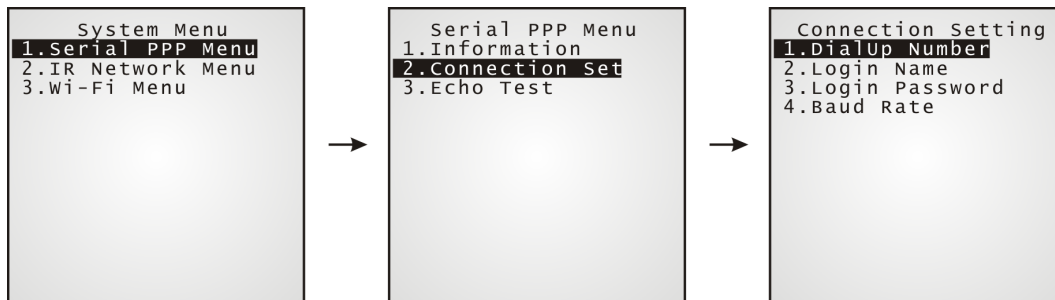 System Menu
1.Serial PPP Menu
2.IR Network Menu
3.Wi-Fi Menu
Serial PPP Menu
1.Information
2.Connection Set
3.Echo Test
Connection Setting
1.DialUp Number
2.Login Name
3.Login Password
4.Baud Rate